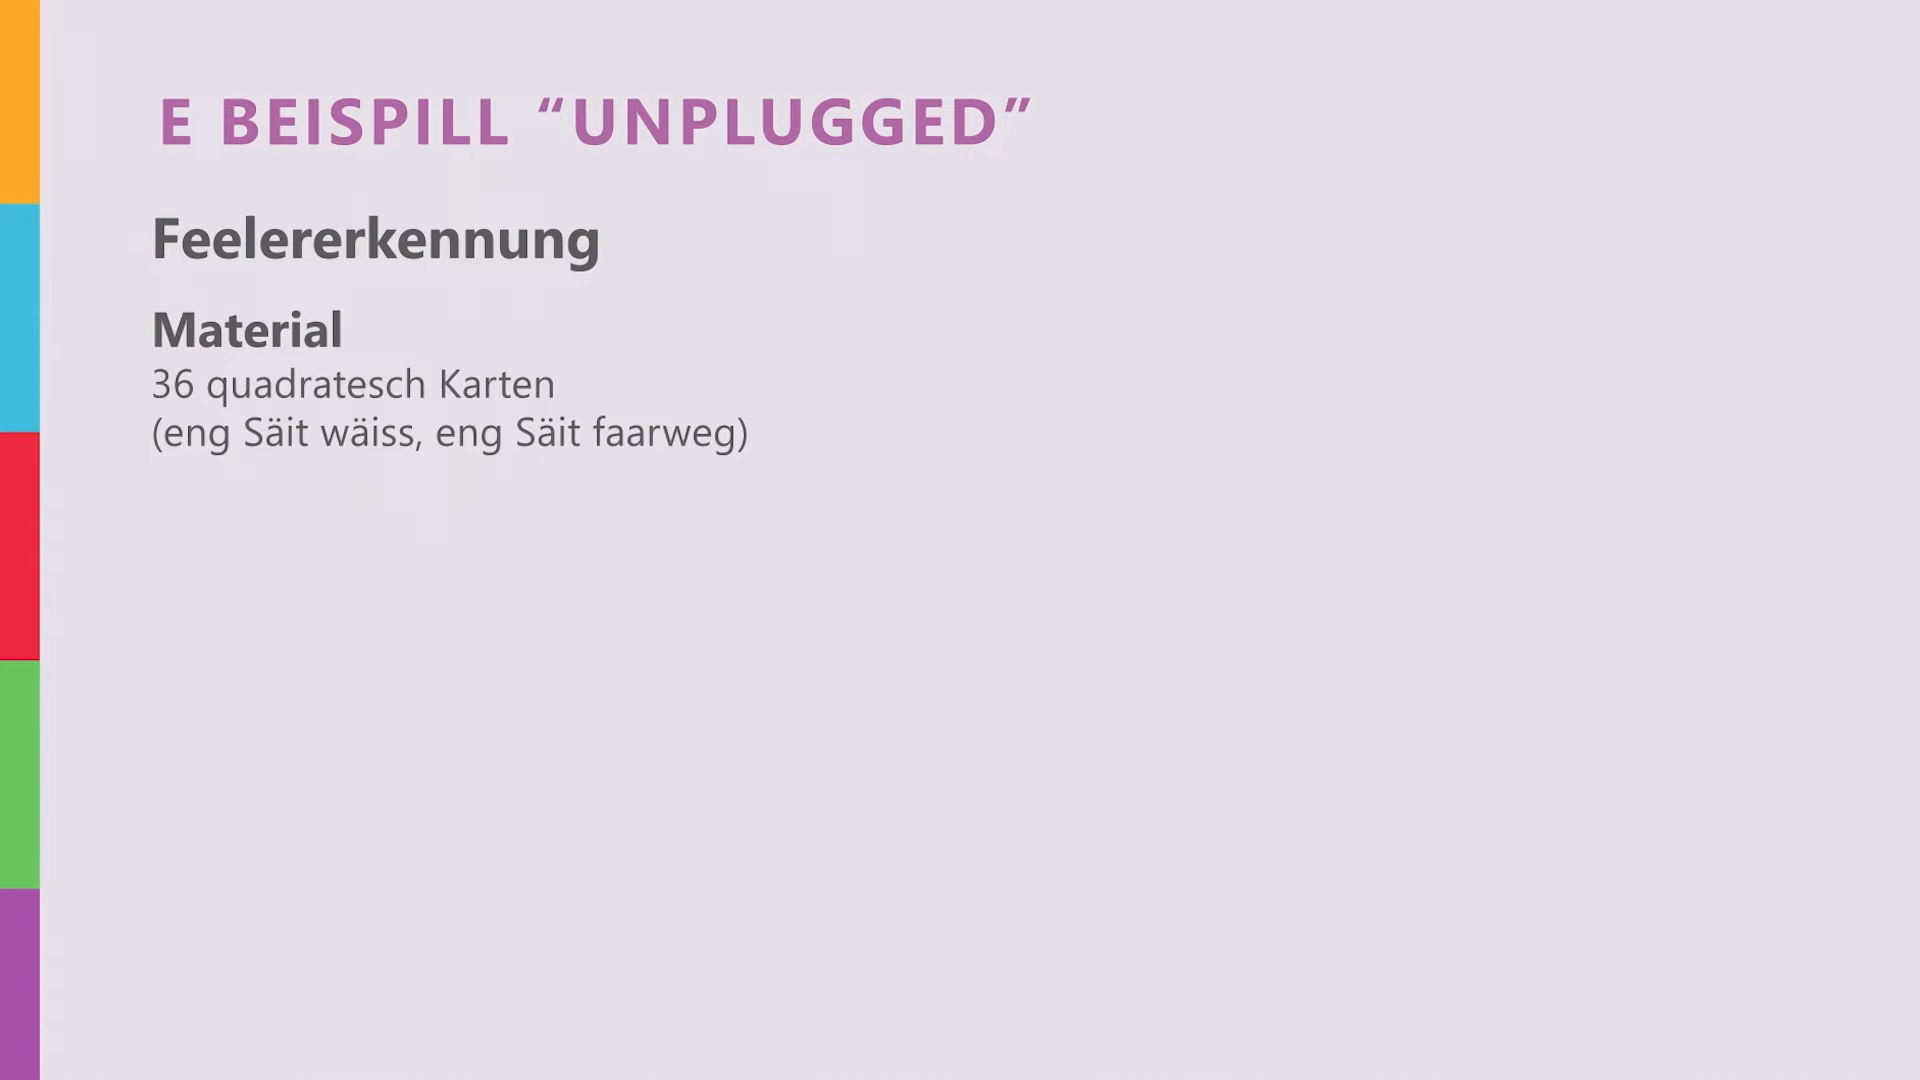 E BEISPILL “UNPLUGGED”
Feelererkennung
Material
36 quadratesch Karten
(eng Säit wäiss, eng Säit faarweg)